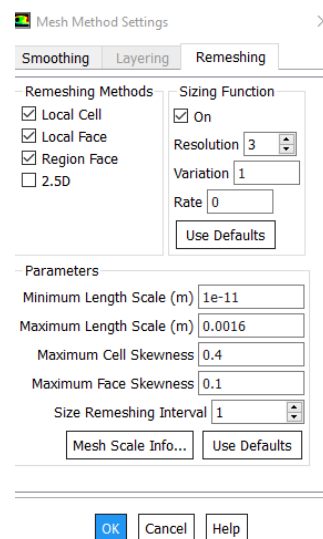 Mesh Method Settings
Smoothing Layering Remeshing
Remeshing Methods
Local Cell
Local Face
Region Face
2.5D
Sizing Function
On
Resolution 3
Variation 1
Rate 0
Use Defaults
Parameters
Minimum Length Scale (m) 1e-11
Maximum Length Scale (m) 0.0016
Maximum Cell Skewness 0.4
Maximum Face Skewness 0.1
Size Remeshing Interval 1
Mesh Scale Info... Use Defaults
OK Cancel Help